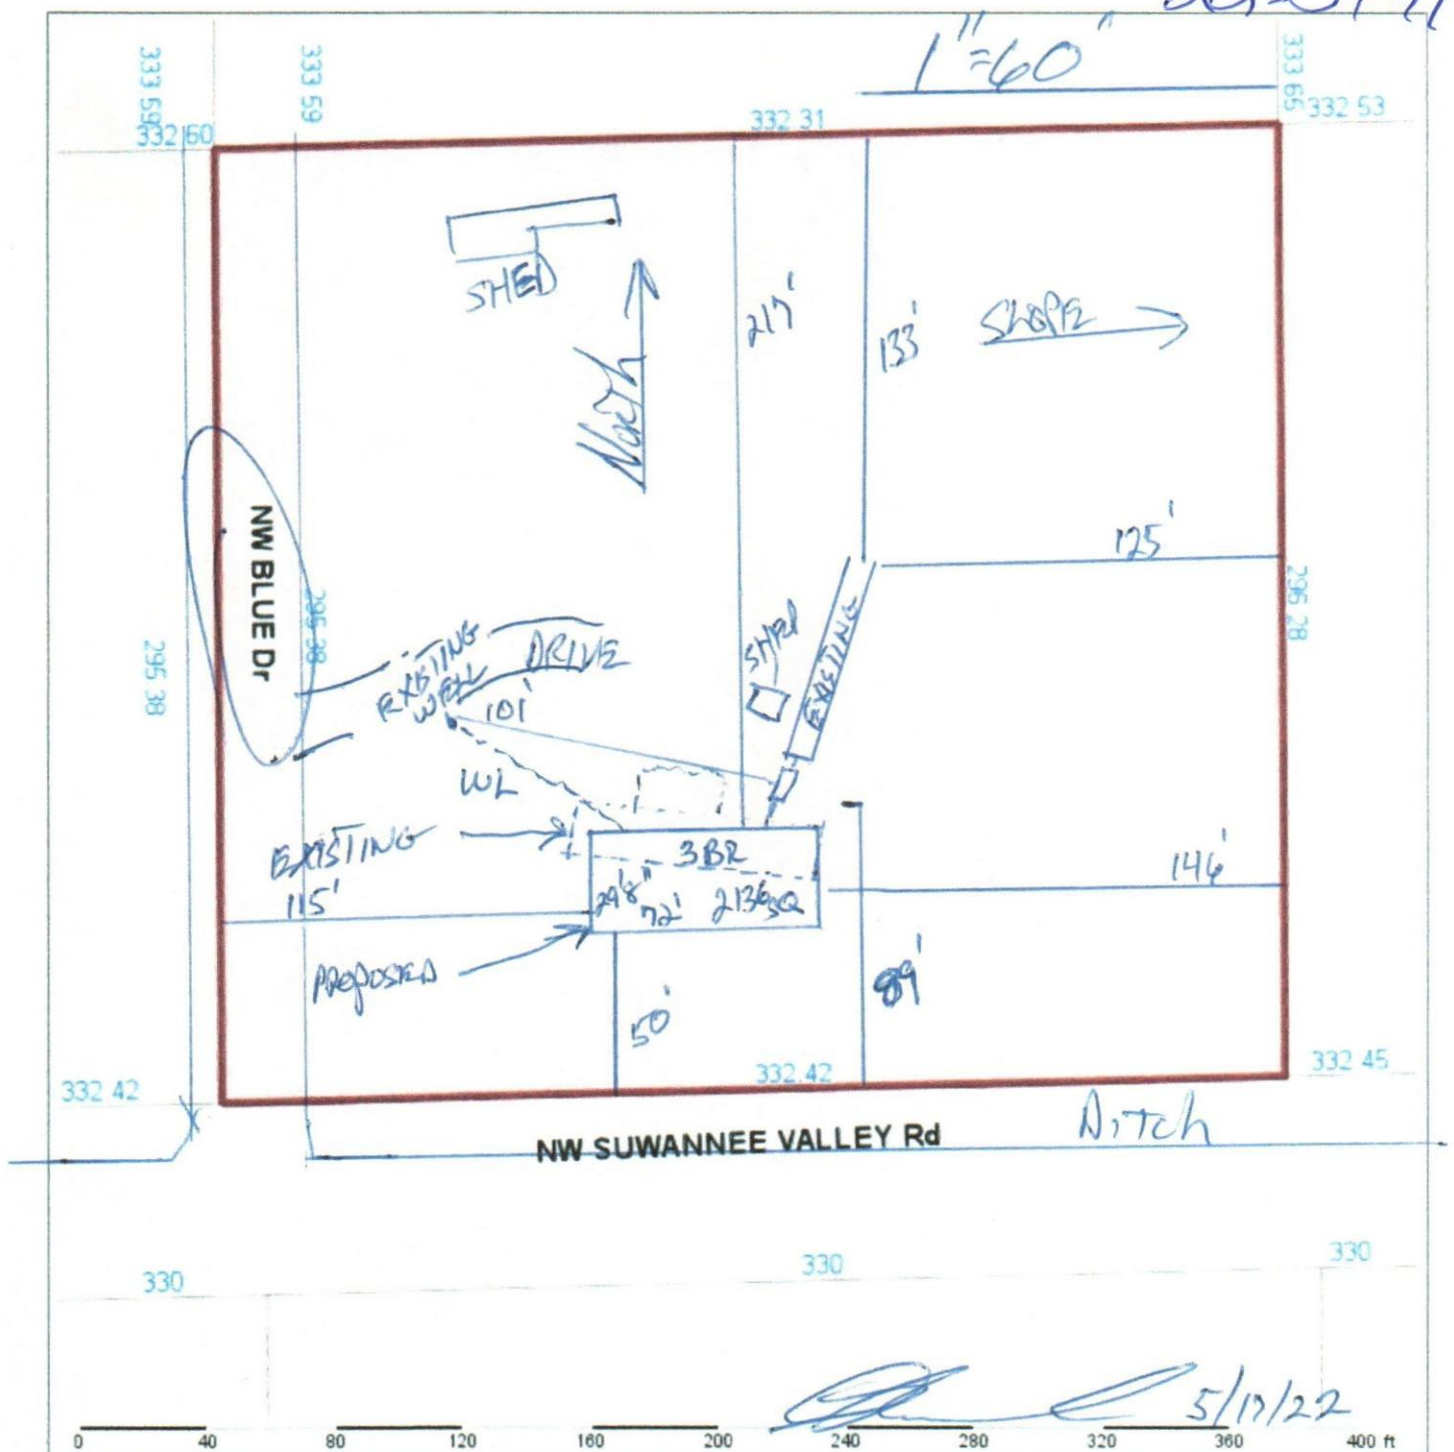 1"=60'
333 59
333 59
333 65
332 60
332 31
332 53
SHED
North
217'
133'
SLOPE
125'
NW BLUE Dr
295 38
295 38
295 28
EXISTING
WELL
DRIVE
101'
SHED
EXISTING
WL
EXISTING
115'
3BR
29'8"
72'
2136 SQ
146'
PROPOSED
50'
89'
332 42
332.42
332 45
NW SUWANNEE VALLEY Rd
Ditch
330
330
330
5/17/22
0 40 80 120 160 200 240 280 320 360 400 ft